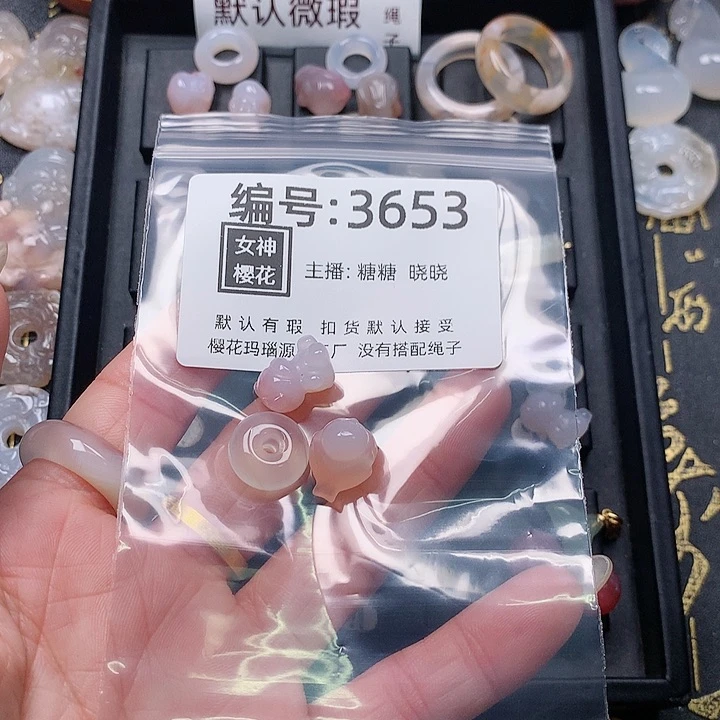 默认微瑕
绳
子
编号:3653
女神
樱花
主播: 糖糖 晓晓
默认有瑕 扣货默认接受
樱花玛瑙源 厂 没有搭配绳子